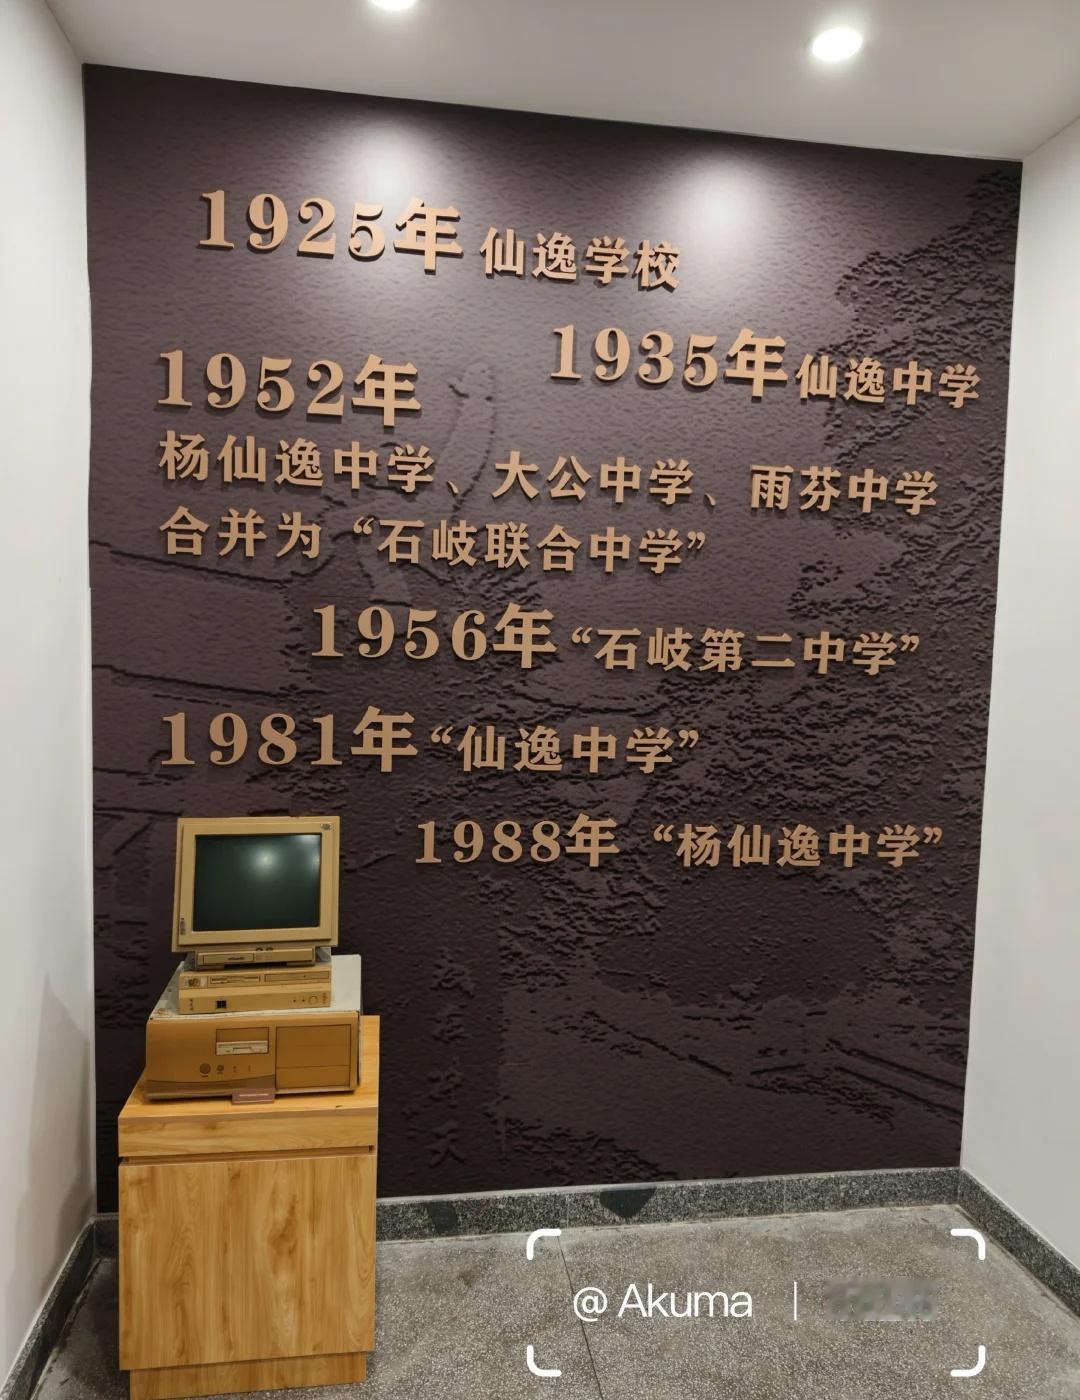 1925年 仙逸学校
1935年仙逸中学
1952年
杨仙逸中学、大公中学、雨芬中学
合并为“石岐联合中学”
1956年“石岐第二中学”
1981年“仙逸中学”
1988年“杨仙逸中学”
@ Akuma |